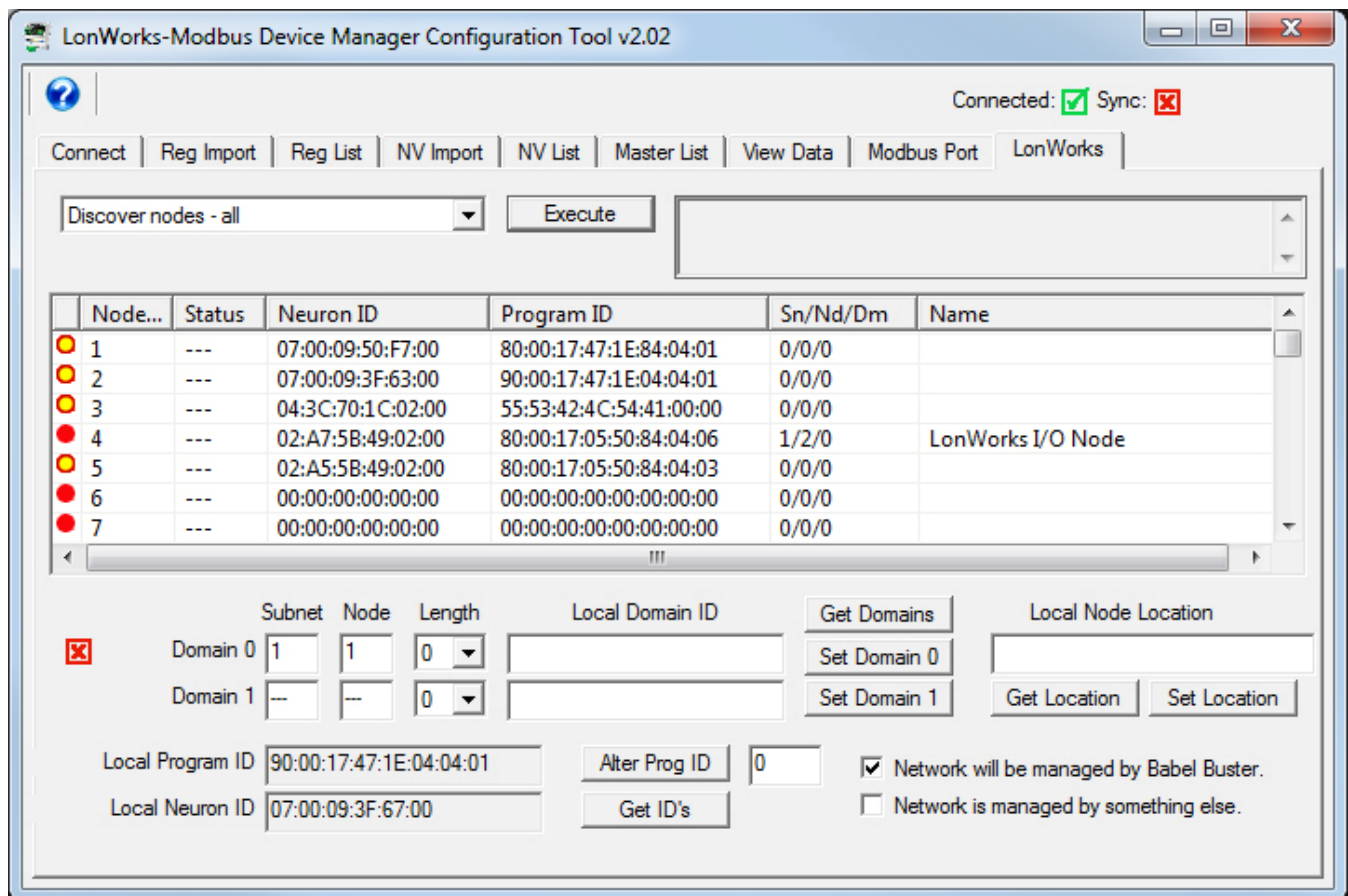 LonWorks-Modbus Device Manager Configuration Tool v2.02
Connected: Sync:
Connect Reg Import Reg List NV Import NV List Master List View Data Modbus Port LonWorks
Discover nodes - all Execute
Node... Status Neuron ID Program ID Sn/Nd/Dm Name
1 --- 07:00:09:50:F7:00 80:00:17:47:1E:84:04:01 0/0/0
2 --- 07:00:09:3F:63:00 90:00:17:47:1E:04:04:01 0/0/0
3 --- 04:3C:70:1C:02:00 55:53:42:4C:54:41:00:00 0/0/0
4 --- 02:A7:5B:49:02:00 80:00:17:05:50:84:04:06 1/2/0 LonWorks I/O Node
5 --- 02:A5:5B:49:02:00 80:00:17:05:50:84:04:03 0/0/0
6 --- 00:00:00:00:00:00 00:00:00:00:00:00:00:00 0/0/0
7 --- 00:00:00:00:00:00 00:00:00:00:00:00:00:00 0/0/0
Subnet Node Length Local Domain ID Get Domains Local Node Location
Domain 0 1 1 0 Set Domain 0
Domain 1 --- --- 0 Set Domain 1 Get Location Set Location
Local Program ID 90:00:17:47:1E:04:04:01 Alter Prog ID 0 Network will be managed by Babel Buster.
Local Neuron ID 07:00:09:3F:67:00 Get ID's Network is managed by something else.